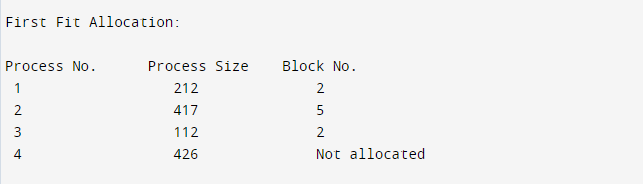 First Fit Allocation:
Process No. Process Size Block No.
1 212 2
2 417 5
3 112 2
4 426 Not allocated